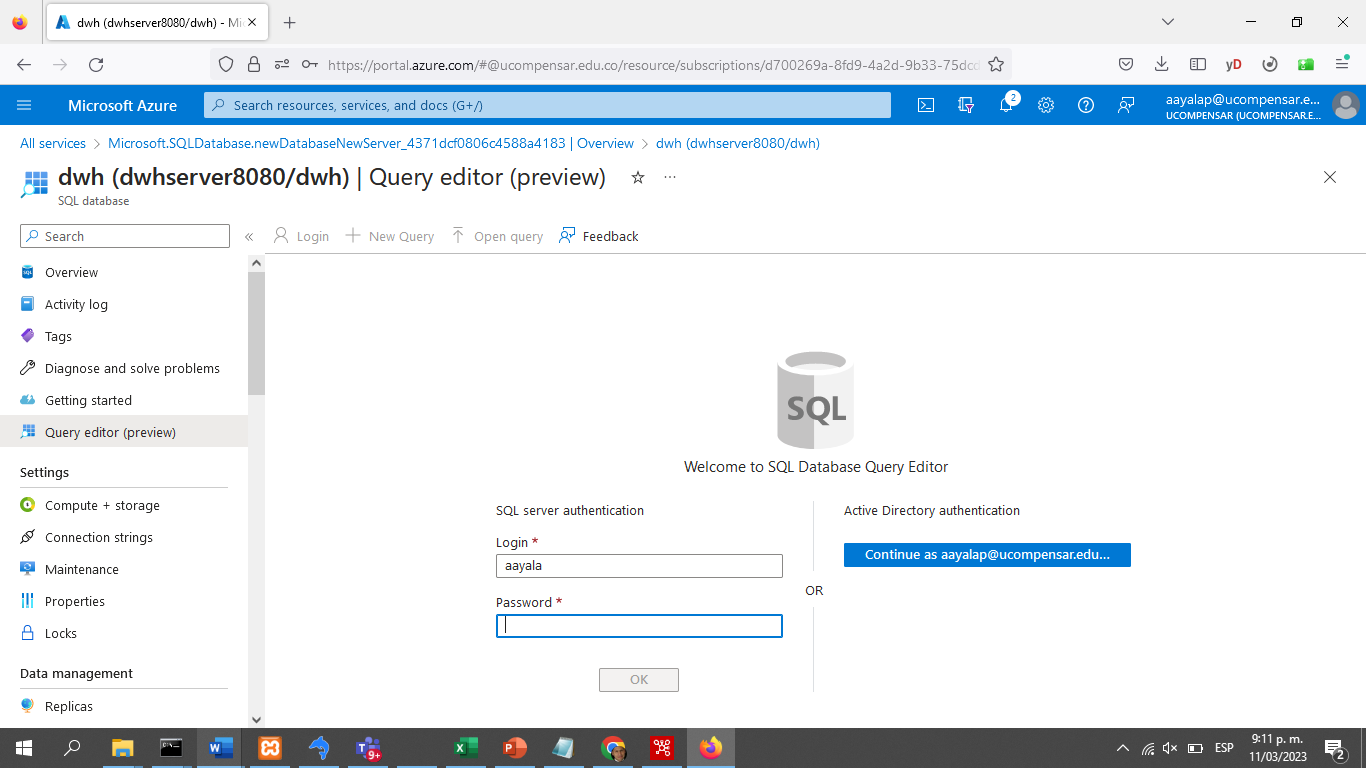 dwh (dwhserver8080/dwh) - Mic
https://portal.azure.com/#@ucompensar.edu.co/resource/subscriptions/d700269a-8fd9-4a2d-9b33-75dcd
yD
Microsoft Azure
Search resources, services, and docs (G+/)
2
aayalap@ucompensar.e...
UCOMPENSAR (UCOMPENSAR.E...
All services > Microsoft.SQLDatabase.newDatabaseNewServer_4371dcf0806c4588a4183 | Overview > dwh (dwhserver8080/dwh)
dwh (dwhserver8080/dwh) | Query editor (preview)
SQL database
Search
Login
New Query
Open query
Feedback
Overview
Activity log
Tags
Diagnose and solve problems
Getting started
Query editor (preview)
Settings
Compute + storage
Connection strings
Maintenance
Properties
Locks
Data management
Replicas
SQL
Welcome to SQL Database Query Editor
SQL server authentication
Login *
aayala
Password *
OK
OR
Active Directory authentication
Continue as aayalap@ucompensar.edu...
9+
ESP
9:11 p. m.
11/03/2023
2